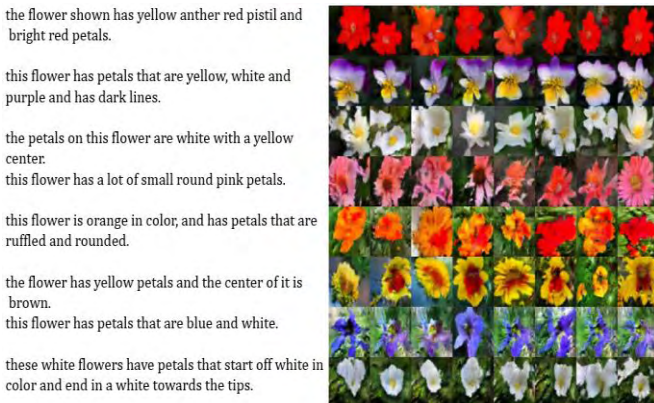 the flower shown has yellow anther red pistil and
bright red petals.
this flower has petals that are yellow, white and
purple and has dark lines.
the petals on this flower are white with a yellow
center.
this flower has a lot of small round pink petals.
this flower is orange in color, and has petals that are
ruffled and rounded.
the flower has yellow petals and the center of it is
brown.
this flower has petals that are blue and white.
these white flowers have petals that start off white in
color and end in a white towards the tips.